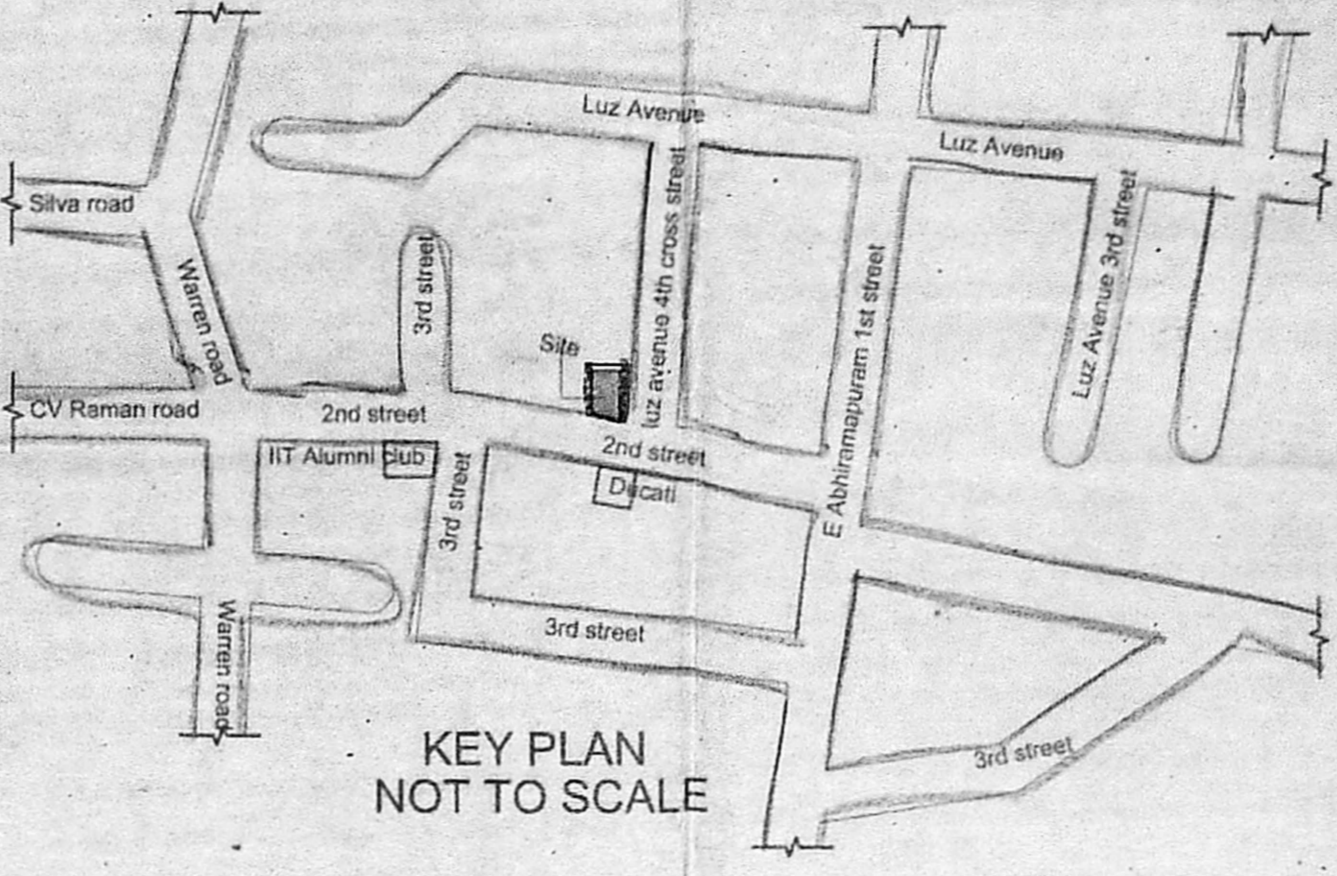 Luz Avenue
Luz Avenue
Silva road
Warren road
3rd street
luz avenue 4th cross street
Luz Avenue 3rd street
E Abhiramapuram 1st street
Site
CV Raman road
2nd street
2nd street
IIT Alumni club
Ducati
3rd street
3rd street
Warren road
3rd street
KEY PLAN
NOT TO SCALE